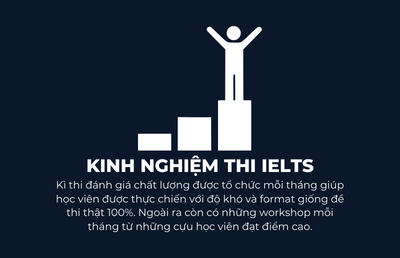 KINH NGHIỆM THI IELTS
Kì thi đánh giá chất lượng được tổ chức mỗi tháng giúp
học viên được thực chiến với độ khó và format giống đề
thi thật 100%. Ngoài ra còn có những workshop mỗi
tháng từ những cựu học viên đạt điểm cao.